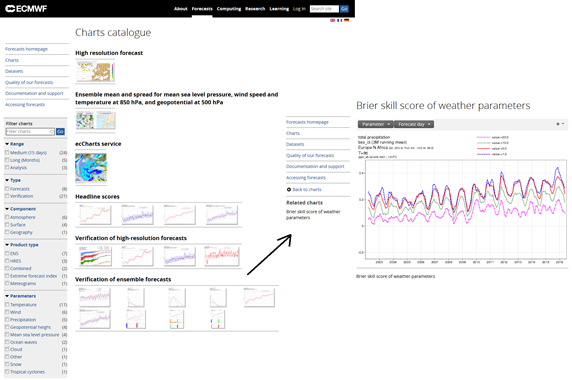 ECMWF
About Forecasts Computing Research Learning Log in Search site Go
Charts catalogue
Forecasts homepage
Charts
Datasets
Quality of our forecasts
Documentation and support
Accessing forecasts
Filter charts
Filter charts Go
Range
Medium (15 days) (24)
Long (Months) (5)
Analysis (3)
Type
Forecasts (8)
Verification (21)
Component
Atmosphere (6)
Surface (4)
Geography (1)
Product type
ENS (7)
HRES (3)
Combined (2)
Extreme forecast index (1)
Meteograms (1)
Parameters
Temperature (11)
Wind (6)
Precipitation (5)
Geopotential height (4)
Mean sea level pressure (4)
Ocean waves (2)
Cloud (1)
Other (1)
Snow (1)
Tropical cyclones (1)
High resolution forecast
Ensemble mean and spread for mean sea level pressure, wind speed and
temperature at 850 hPa, and geopotential at 500 hPa
ecCharts service
Headline scores
Verification of high-resolution forecasts
Verification of ensemble forecasts
Forecasts homepage
Charts
Datasets
Quality of our forecasts
Documentation and support
Accessing forecasts
Back to charts
Related charts
Brier skill score of weather
parameters
Brier skill score of weather parameters
Parameter Forecast day
total precipitation
Europe N Africa
Brier skill score of weather parameters